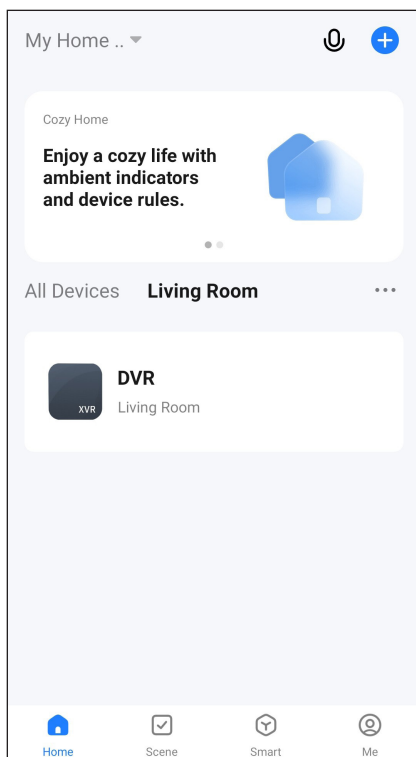 My Home ..
Cozy Home
Enjoy a cozy life with
ambient indicators
and device rules.
All Devices Living Room
DVR
XVR
Living Room
Home Scene Smart Me